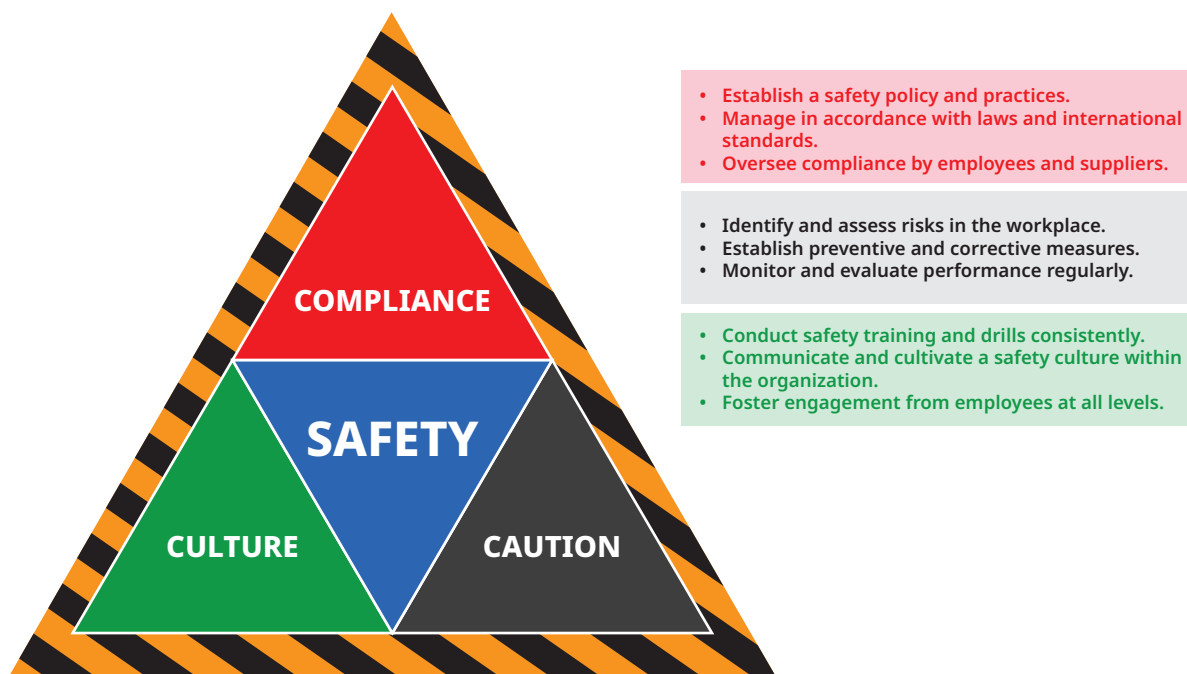 COMPLIANCE
SAFETY
CULTURE
CAUTION
• Establish a safety policy and practices.
• Manage in accordance with laws and international
standards.
• Oversee compliance by employees and suppliers.
• Identify and assess risks in the workplace.
• Establish preventive and corrective measures.
• Monitor and evaluate performance regularly.
• Conduct safety training and drills consistently.
• Communicate and cultivate a safety culture within
the organization.
• Foster engagement from employees at all levels.